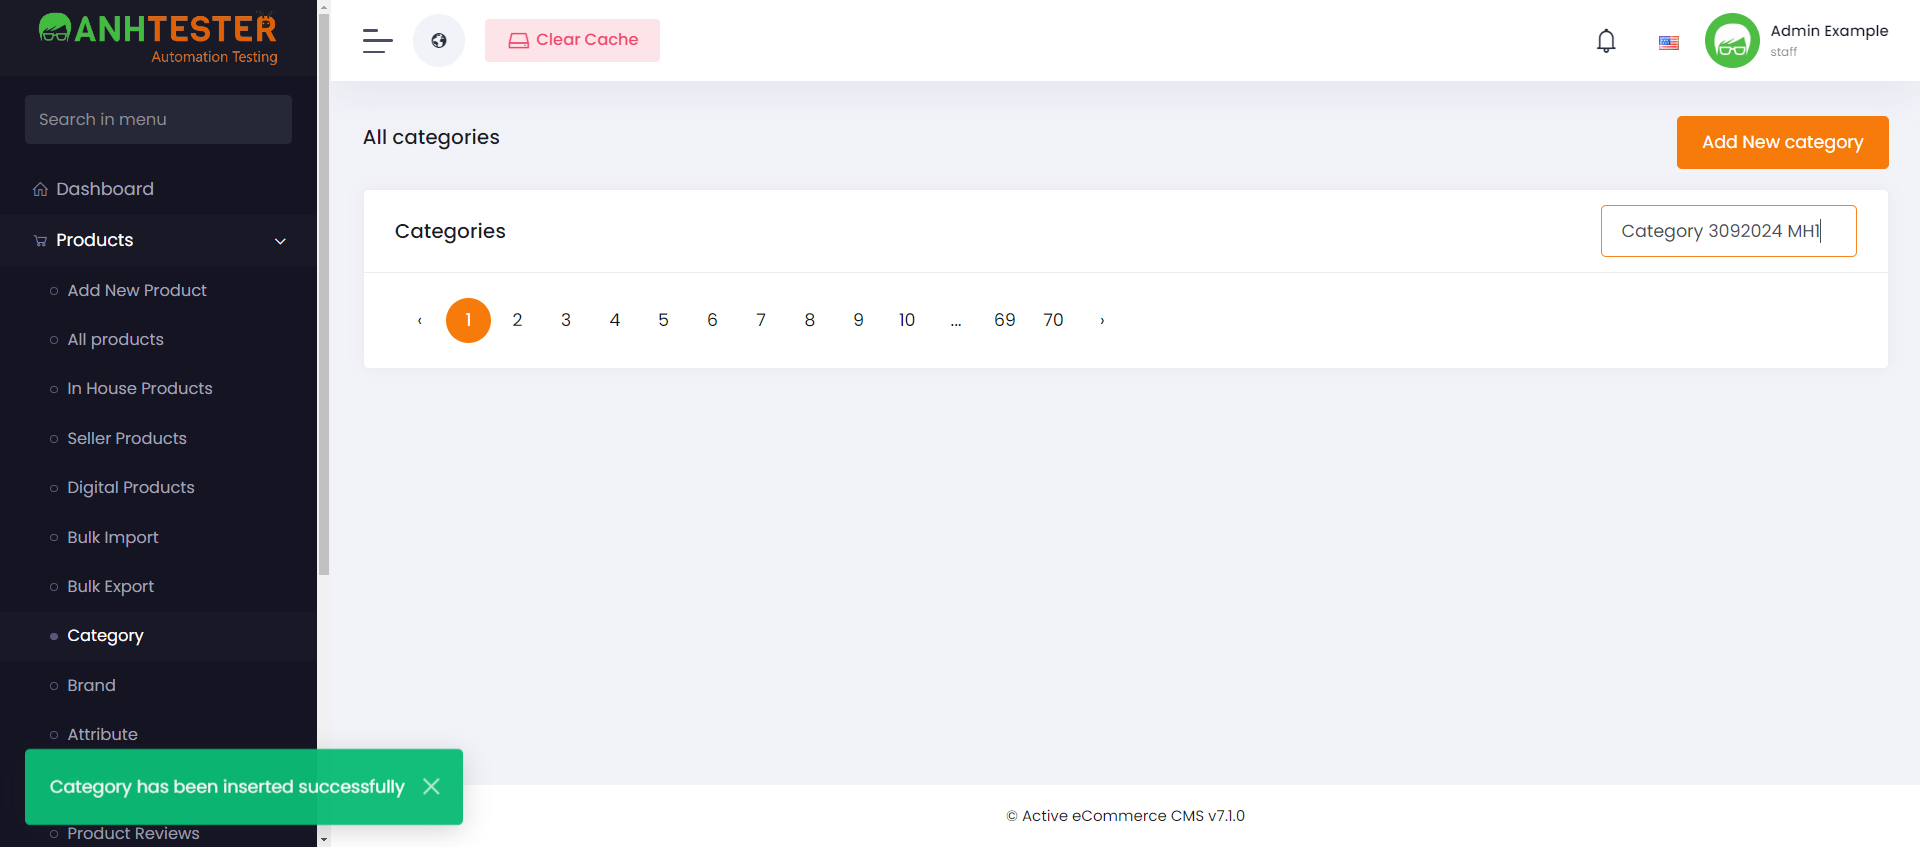 ANHTESTER
Automation Testing
Search in menu
Dashboard
Products
Add New Product
All products
In House Products
Seller Products
Digital Products
Bulk Import
Bulk Export
Category
Brand
Attribute
Product Reviews
Category has been inserted successfully
Clear Cache
Admin Example
staff
All categories
Add New category
Categories
Category 3092024 MH1
‹ 1 2 3 4 5 6 7 8 9 10 ... 69 70 ›
© Active eCommerce CMS v7.1.0